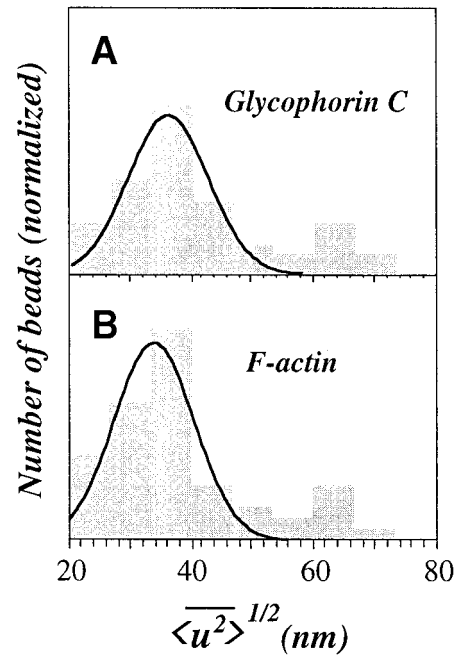 A
Glycophorin C
B
F-actin
Number of beads (normalized)
20 40 60 80
<u²>^1/2 (nm)